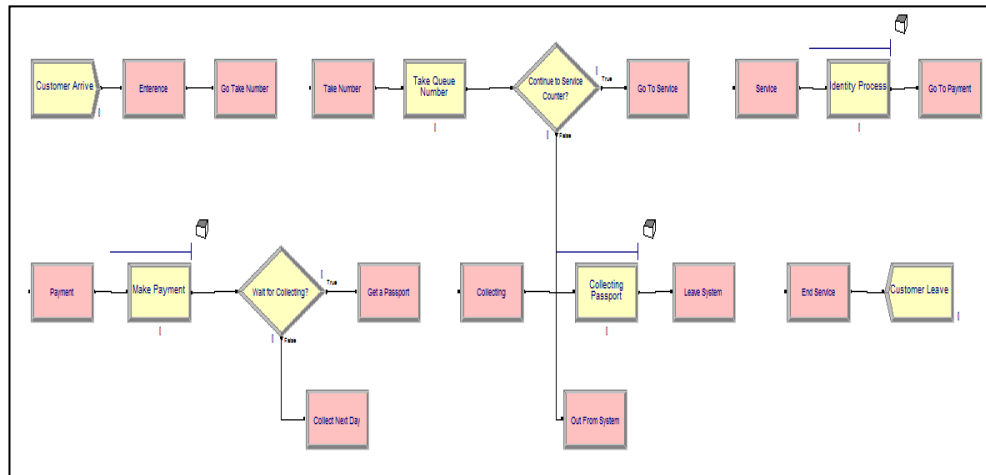 Customer Arrive
Enterence
Go Take Number
Take Number
Take Queue
Number
Continue to Service
Counter?
True
False
Go To Service
Service
Identity Process
Go To Payment
Payment
Make Payment
Wait for Collecting?
True
False
Get a Passport
Collecting
Collecting
Passport
Leave System
End Service
Customer Leave
Collect Next Day
Out From System